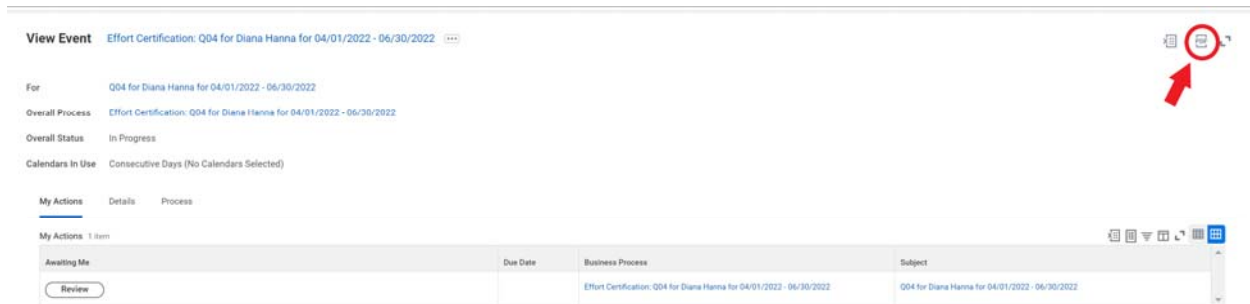 View Event Effort Certification: Q04 for Diana Hanna for 04/01/2022 - 06/30/2022
PDF
For Q04 for Diana Hanna for 04/01/2022 - 06/30/2022
Overall Process Effort Certification: Q04 for Diana Hanna for 04/01/2022 - 06/30/2022
Overall Status In Progress
Calendars In Use Consecutive Days (No Calendars Selected)
My Actions Details Process
My Actions 1 item
Awaiting Me Due Date Business Process Subject
Review Effort Certification: Q04 for Diana Hanna for 04/01/2022 - 06/30/2022 Q04 for Diana Hanna for 04/01/2022 - 06/30/2022